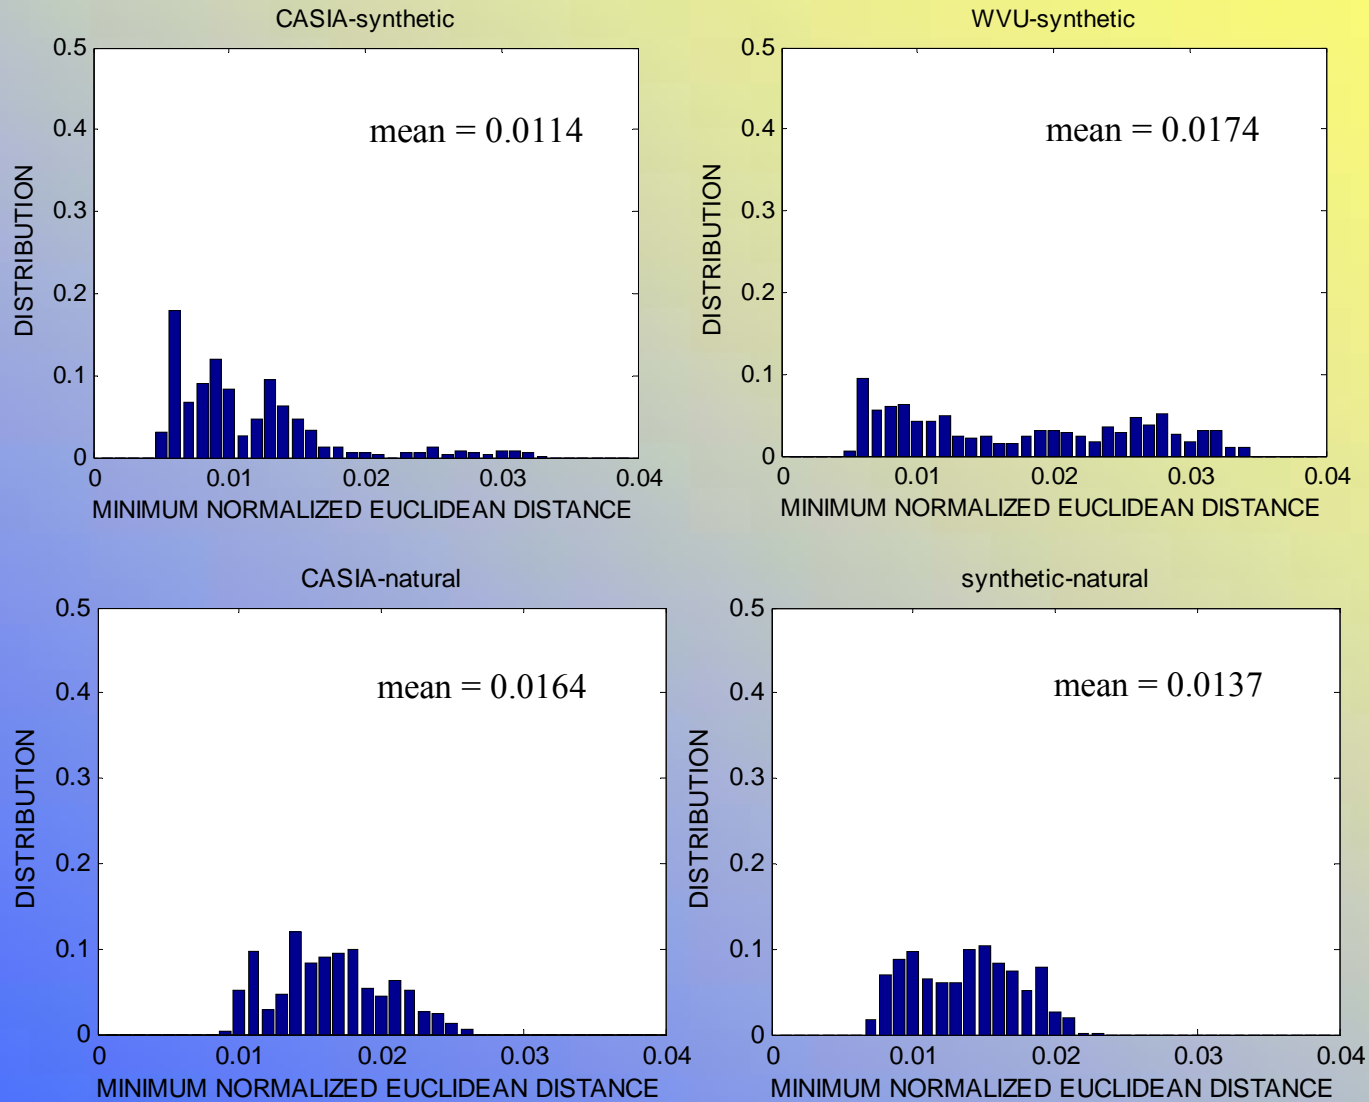 CASIA-synthetic
0.5
0.4
0.3
0.2
0.1
0
mean = 0.0114
DISTRIBUTION
0 0.01 0.02 0.03 0.04
MINIMUM NORMALIZED EUCLIDEAN DISTANCE
WVU-synthetic
0.5
0.4
0.3
0.2
0.1
0
mean = 0.0174
DISTRIBUTION
0 0.01 0.02 0.03 0.04
MINIMUM NORMALIZED EUCLIDEAN DISTANCE
CASIA-natural
0.5
0.4
0.3
0.2
0.1
0
mean = 0.0164
DISTRIBUTION
0 0.01 0.02 0.03 0.04
MINIMUM NORMALIZED EUCLIDEAN DISTANCE
synthetic-natural
0.5
0.4
0.3
0.2
0.1
0
mean = 0.0137
DISTRIBUTION
0 0.01 0.02 0.03 0.04
MINIMUM NORMALIZED EUCLIDEAN DISTANCE